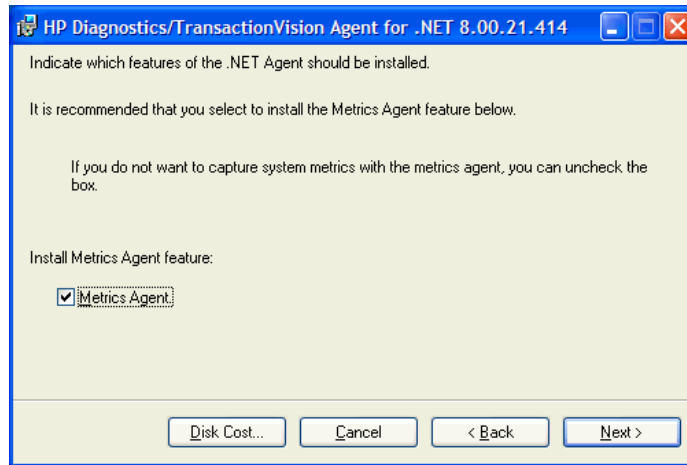 HP Diagnostics/TransactionVision Agent for .NET 8.00.21.414
Indicate which features of the .NET Agent should be installed.
It is recommended that you select to install the Metrics Agent feature below.
If you do not want to capture system metrics with the metrics agent, you can uncheck the
box.
Install Metrics Agent feature:
Metrics Agent.
Disk Cost... Cancel < Back Next >